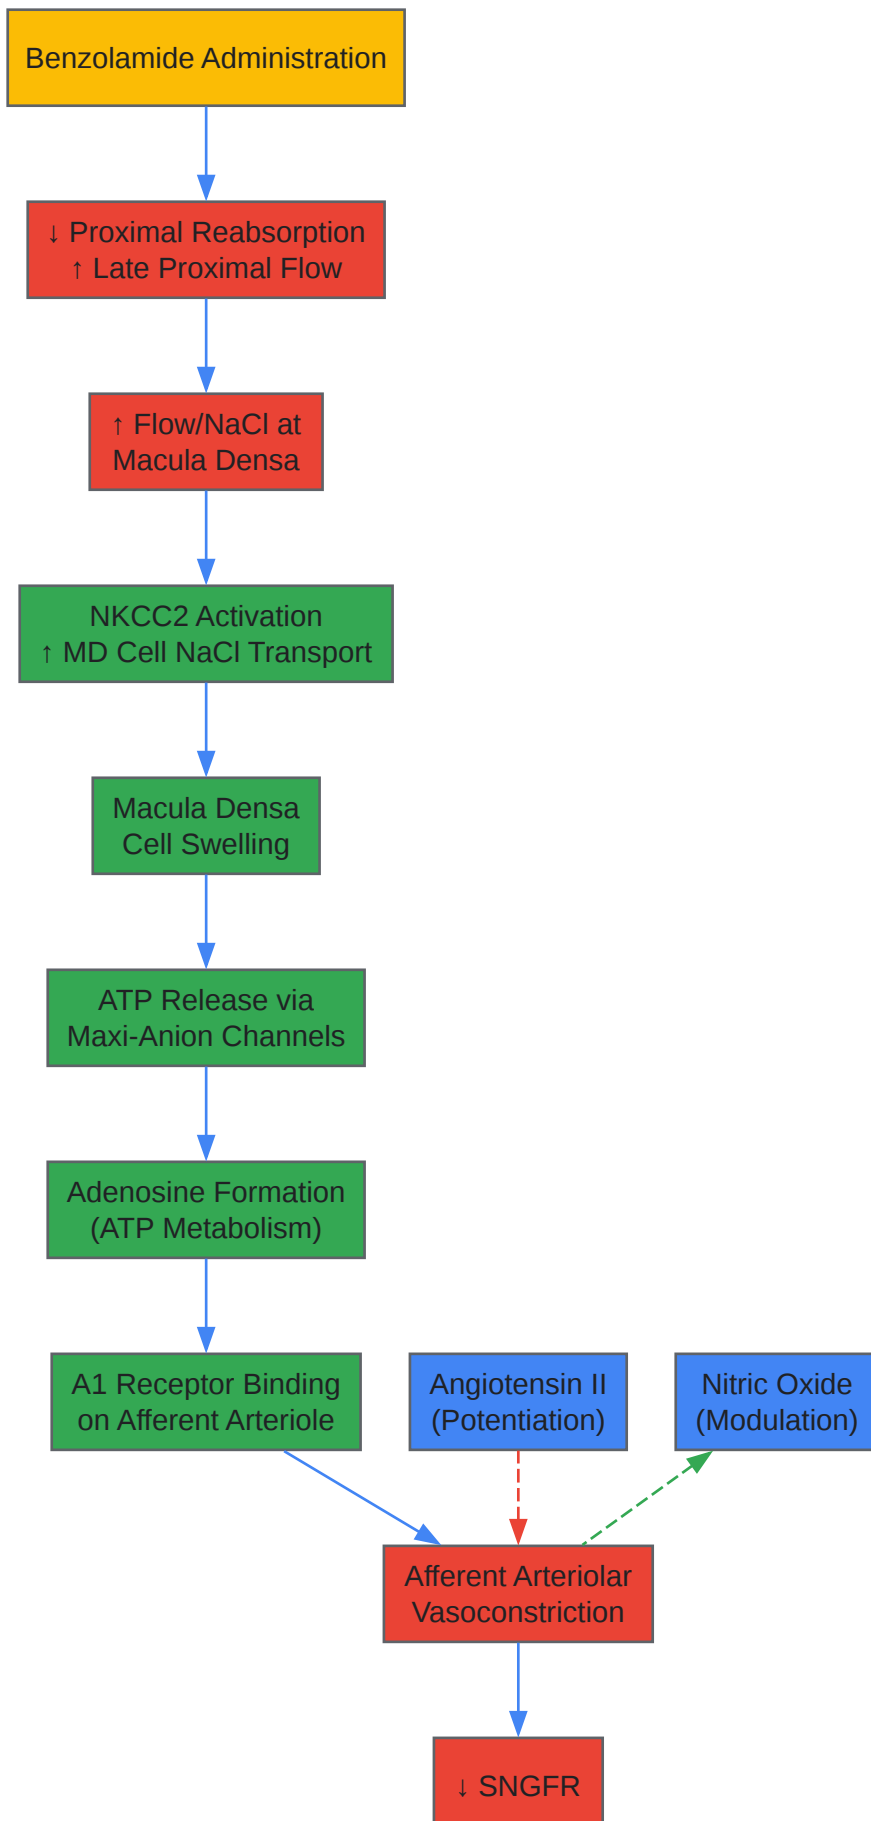 Benzolamide Administration
↓ Proximal Reabsorption
↑ Late Proximal Flow
↑ Flow/NaCl at
Macula Densa
NKCC2 Activation
↑ MD Cell NaCl Transport
Macula Densa
Cell Swelling
ATP Release via
Maxi-Anion Channels
Adenosine Formation
(ATP Metabolism)
A1 Receptor Binding
on Afferent Arteriole
Angiotensin II
(Potentiation)
Nitric Oxide
(Modulation)
Afferent Arteriolar
Vasoconstriction
↓ SNGFR